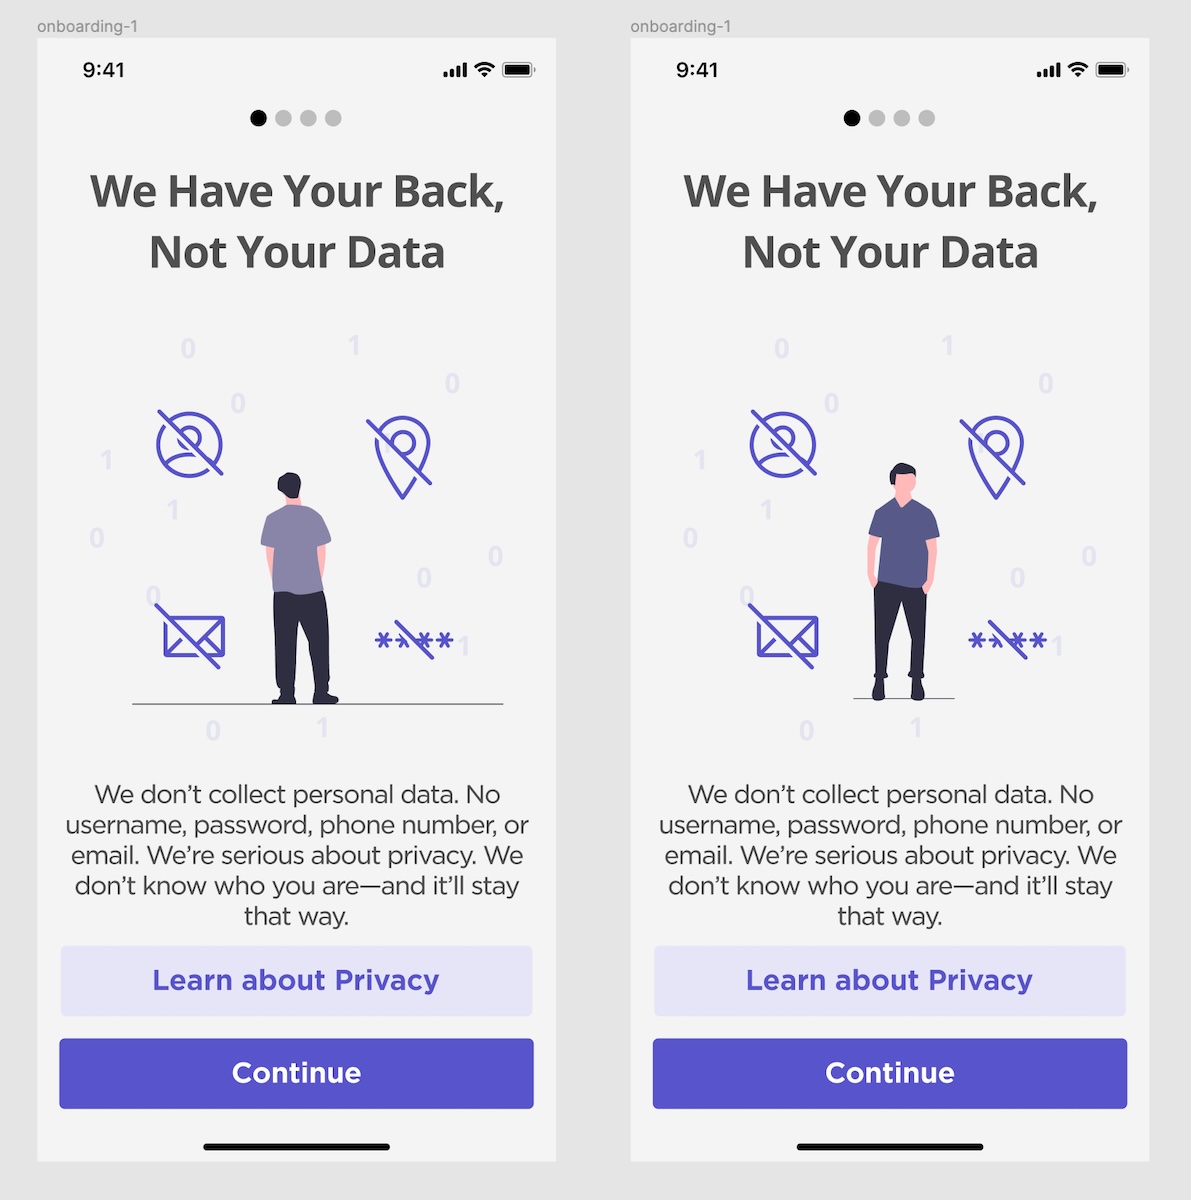 onboarding-1
9:41
We Have Your Back,
Not Your Data
0
1
0
0
1
1
0
0
0
0
****
1
0
1
We don’t collect personal data. No
username, password, phone number, or
email. We’re serious about privacy. We
don’t know who you are—and it’ll stay
that way.
Learn about Privacy
Continue
onboarding-1
9:41
We Have Your Back,
Not Your Data
0
1
0
0
1
1
0
0
0
0
****
1
0
1
We don’t collect personal data. No
username, password, phone number, or
email. We’re serious about privacy. We
don’t know who you are—and it’ll stay
that way.
Learn about Privacy
Continue